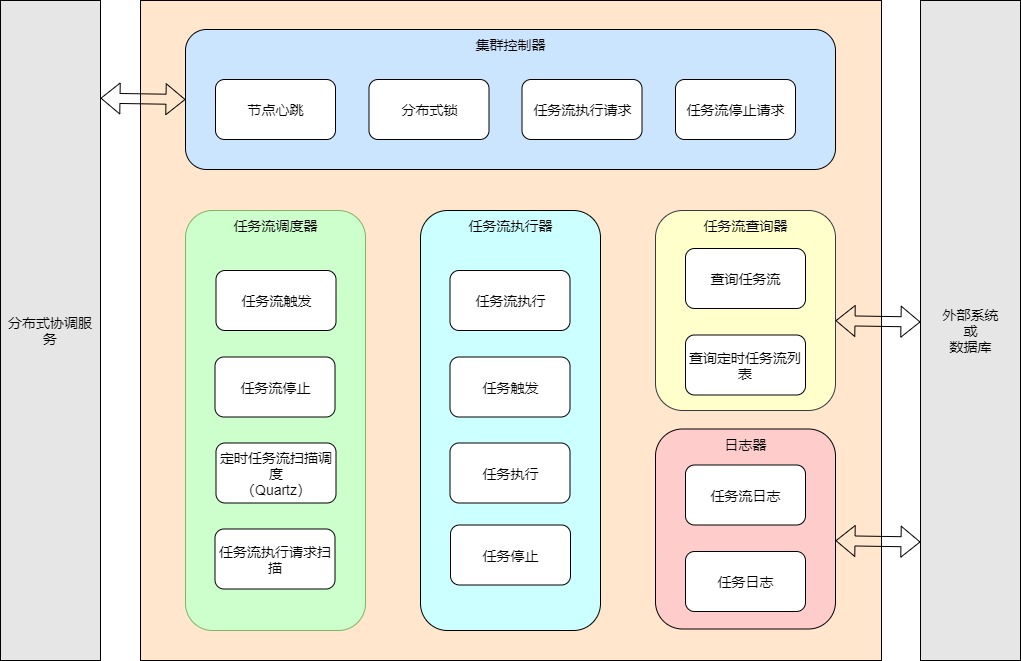 集群控制器
节点心跳
分布式锁
任务流执行请求
任务流停止请求
分布式协调服
务
任务流调度器
任务流触发
任务流停止
定时任务流扫描调
度
（Quartz）
任务流执行请求扫
描
任务流执行器
任务流执行
任务触发
任务执行
任务停止
任务流查询器
查询任务流
查询定时任务流列
表
日志器
任务流日志
任务日志
外部系统
或
数据库